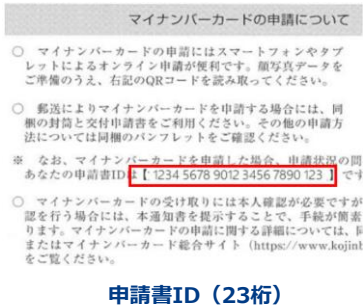 マイナンバーカードの申請について
○ マイナンバーカードの申請にはスマートフォンやタブ
レットによるオンライン申請が便利です。顔写真データを
ご準備のうえ、右記のQRコードを読み取ってください。
○ 郵送によりマイナンバーカードを申請する場合には、同
梱の封筒と交付申請書をご利用ください。その他の申請方
法については同梱のパンフレットをご確認ください。
※ なお、マイナンバーカードを申請した場合、申請状況の問
あなたの申請書IDは【 1234 5678 9012 3456 7890 123 】です
○ マイナンバーカードの受け取りには本人確認が必要ですが
認を行う場合には、本通知書を提示することで、手続が簡素
ります。マイナンバーカードの申請に関する詳細については、同
またはマイナンバーカード総合サイト（https://www.kojinb
をご覧ください。
申請書ID（23桁）